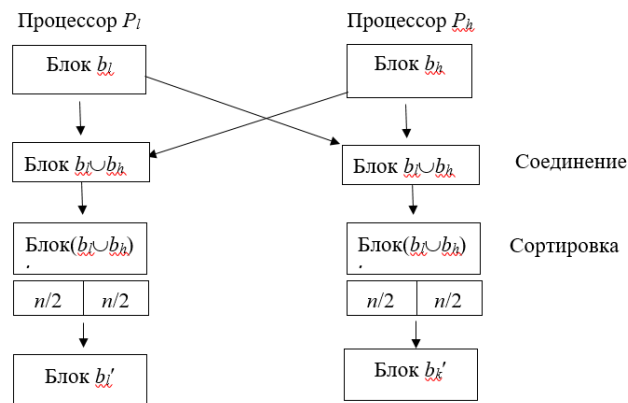 Процессор Pl Процессор Ph
Блок bl Блок bh
Блок bl∪bh Блок bl∪bh Соединение
Блок(bl∪bh) Блок(bl∪bh) Сортировка
n/2 n/2 n/2 n/2
Блок bl′ Блок bk′